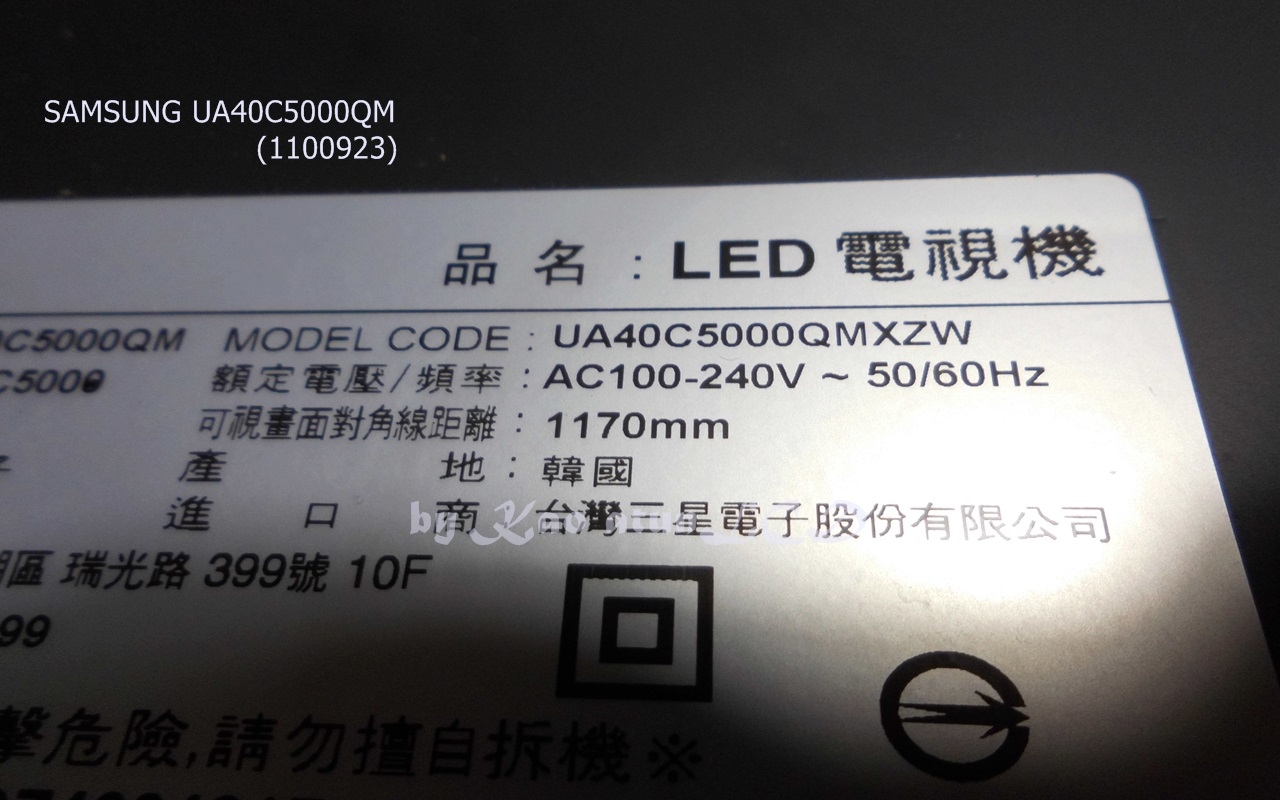 SAMSUNG UA40C5000QM
(1100923)
品 名 : LED 電視機
0C5000QM MODEL CODE : UA40C5000QMXZW
C5000 額定電壓/頻率 : AC100-240V ~ 50/60Hz
可視畫面對角線距離 : 1170mm
產 地 : 韓國
進 口 商 台灣三星電子股份有限公司
by
區 瑞光路 399號 10F
99
擊危險,請勿擅自拆機※